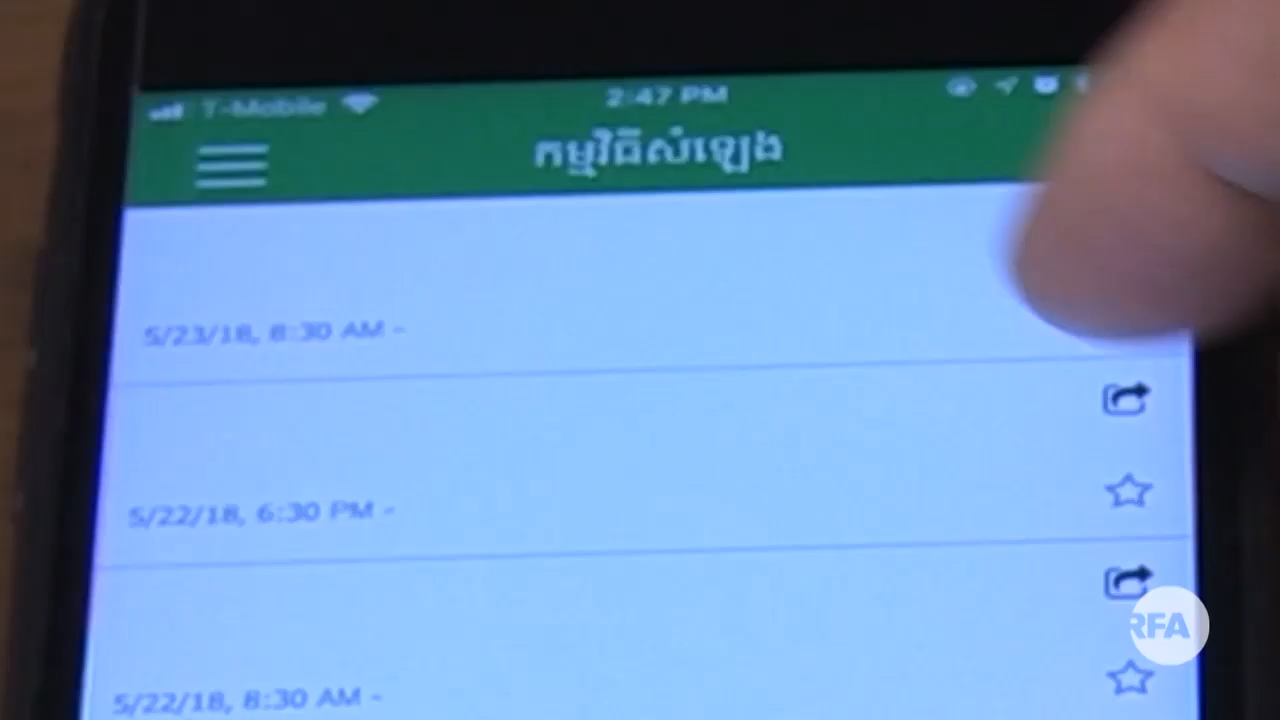 T-Mobile 2:47 PM
កម្មវិធីសំឡេង
5/23/18, 8:30 AM -
5/22/18, 6:30 PM -
5/22/18, 8:30 AM -
RFA